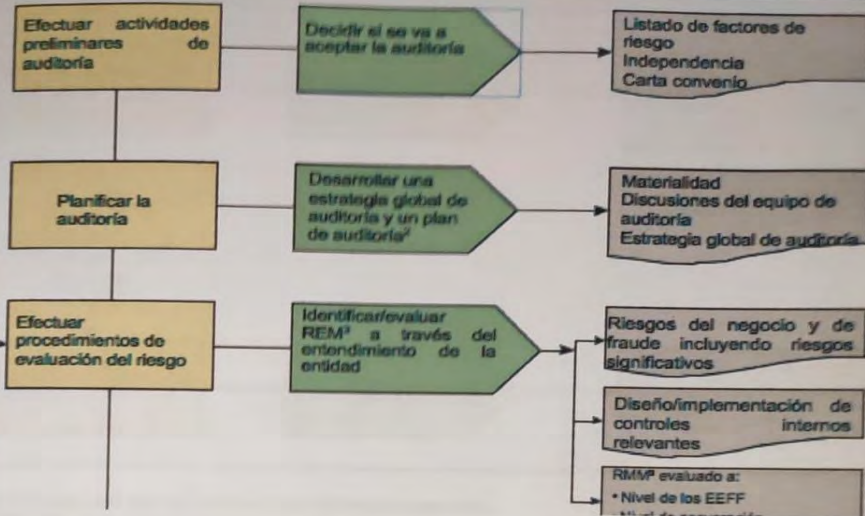 Efectuar actividades
preliminares de
auditoría
Decidir si se va a
aceptar la auditoría
Listado de factores de
riesgo
Independencia
Carta convenio
Planificar la
auditoría
Desarrollar una
estrategia global de
auditoría y un plan
de auditoría²
Materialidad
Discusiones del equipo de
auditoría
Estrategia global de auditoría
Efectuar
procedimientos de
evaluación del riesgo
Identificar/evaluar
REM³ a través del
entendimiento de la
entidad
Riesgos del negocio y de
fraude incluyendo riesgos
significativos
Diseño/implementación de
controles internos
relevantes
evaluado a:
• Nivel de los EEFF